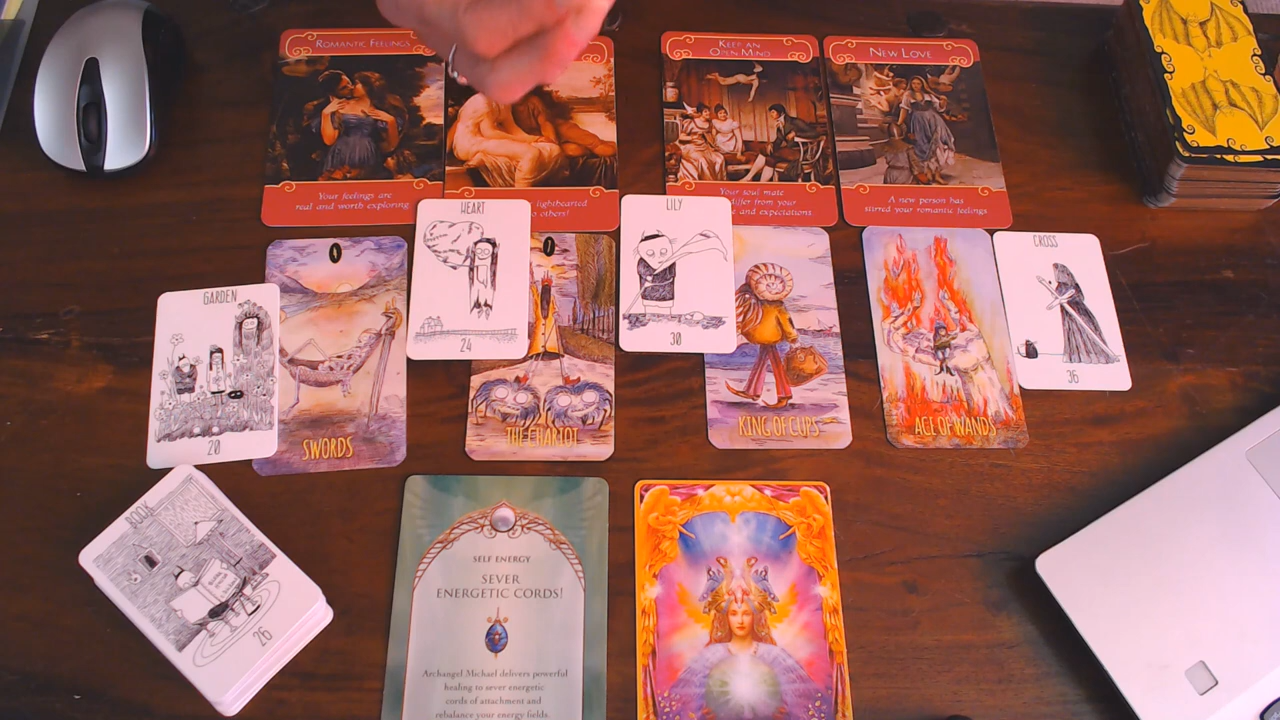 ROMANTIC FEELINGS
Your feelings are
real and worth exploring
lighthearted
others!
KEEP AN
OPEN MIND
Your soul mate
differ from your
and expectations.
NEW LOVE
A new person has
stirred your romantic feelings
GARDEN
20
SWORDS
HEART
24
THE CHARIOT
LILY
30
KING OF CUPS
ACE OF WANDS
CROSS
36
BOOK
26
SELF ENERGY
SEVER
ENERGETIC CORDS!
Archangel Michael delivers powerful
healing to sever energetic
cords of attachment and
rebalance your energy fields.